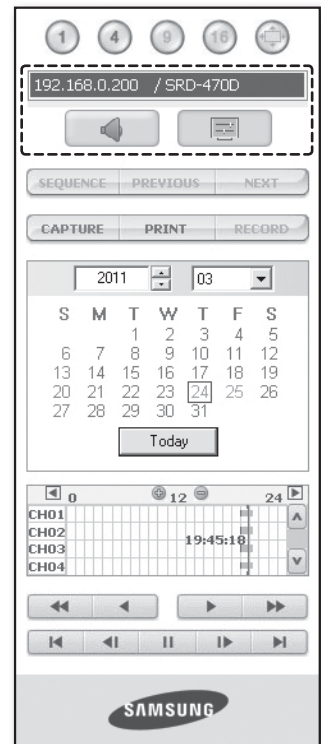 1 4 9 16
192.168.0.200 / SRD-470D
SEQUENCE PREVIOUS NEXT
CAPTURE PRINT RECORD
2011 03
S M T W T F S
1 2 3 4 5
6 7 8 9 10 11 12
13 14 15 16 17 18 19
20 21 22 23 24 25 26
27 28 29 30 31
Today
0 12 24
CH01
CH02
19:45:18
CH03
CH04
SAMSUNG